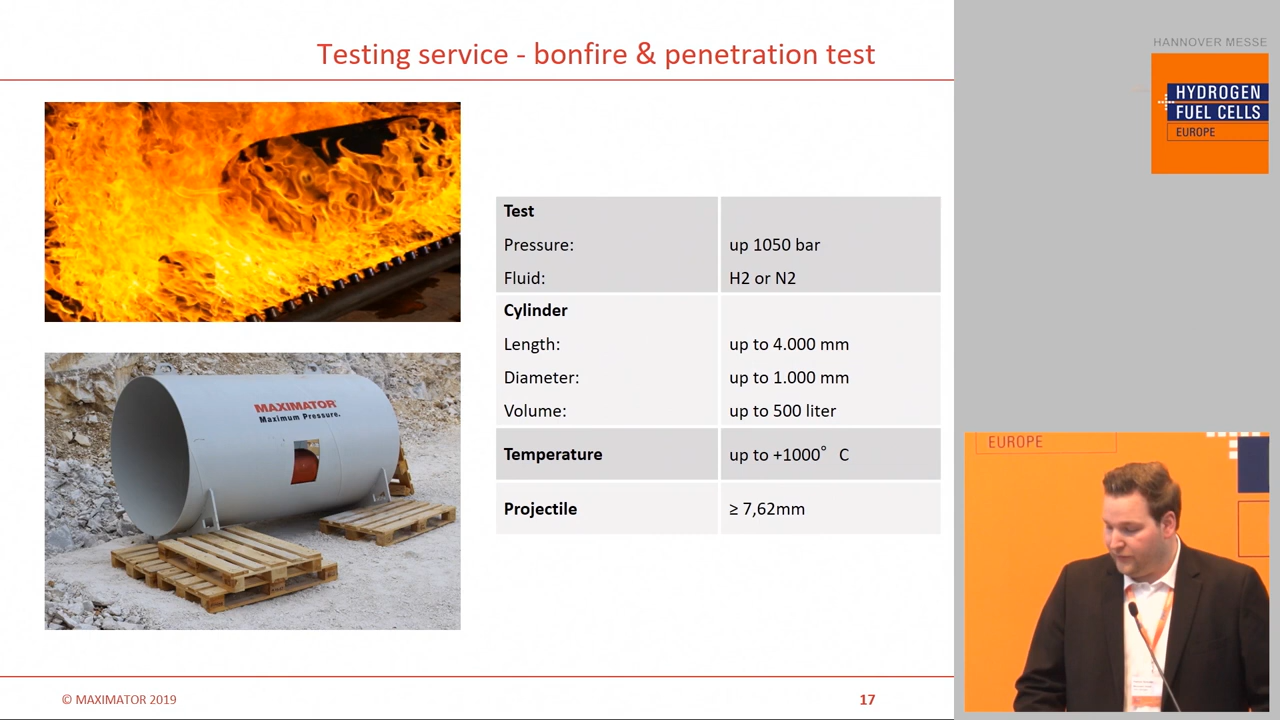 Testing service - bonfire & penetration test
HANNOVER MESSE
HYDROGEN
FUEL CELLS
EUROPE
Test
Pressure: up 1050 bar
Fluid: H2 or N2
Cylinder
Length: up to 4.000 mm
Diameter: up to 1.000 mm
Volume: up to 500 liter
Temperature up to +1000° C
Projectile ≥ 7,62mm
MAXIMATOR
Maximum Pressure.
EUROPE
© MAXIMATOR 2019
17